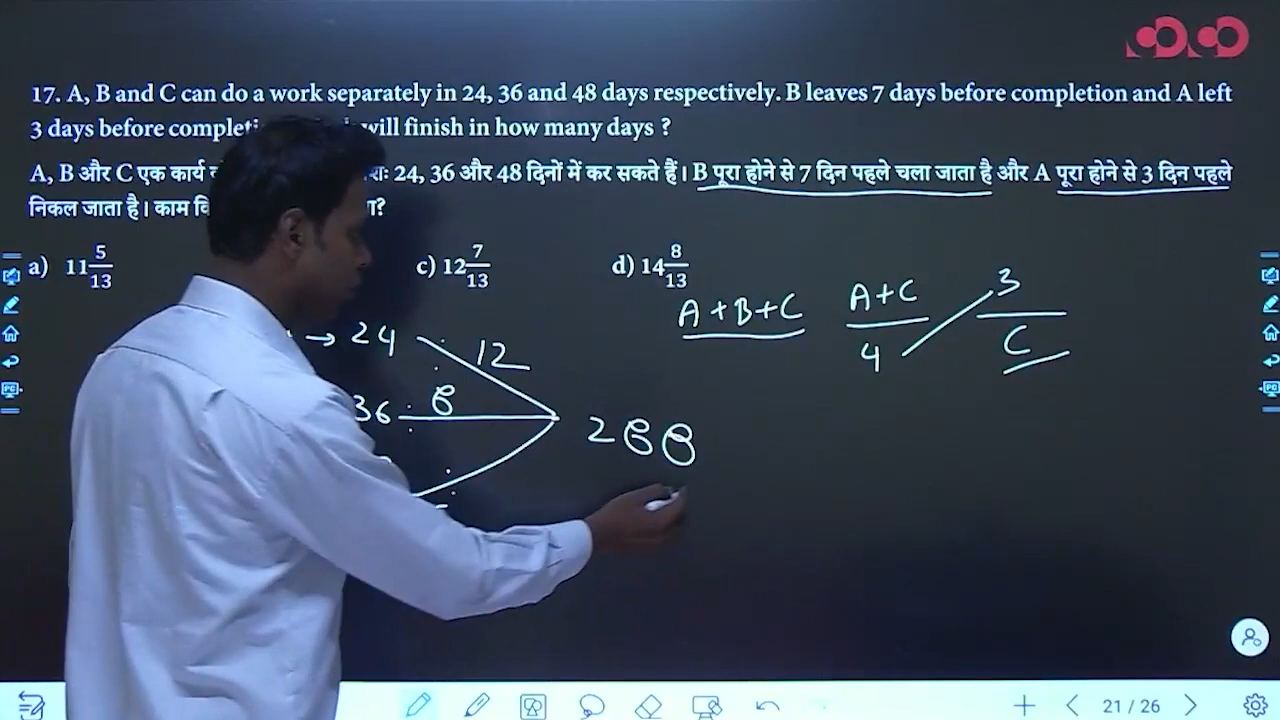 17. A, B and C can do a work separately in 24, 36 and 48 days respectively. B leaves 7 days before completion and A left
3 days before will finish in how many days ?
A, B और C एक कार्य 24, 36 और 48 दिनों में कर सकते हैं। B पूरा होने से 7 दिन पहले चला जाता है और A पूरा होने से 3 दिन पहले
निकल जाता है। काम
a) 11 5/13
c) 12 7/13
d) 14 8/13
A+B+C A+C 3
4 C
→ 24 12
36 8
288
21 / 26